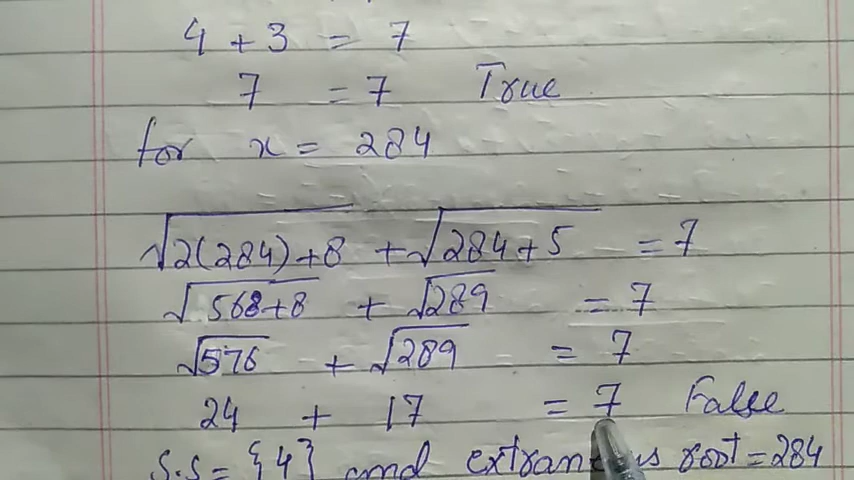 4 + 3 = 7
7 = 7 True
for x = 284
√2(284)+8 + √284+5 = 7
√568+8 + √289 = 7
√576 + √289 = 7
24 + 17 = 7 False
S.S = {4} and root = 284